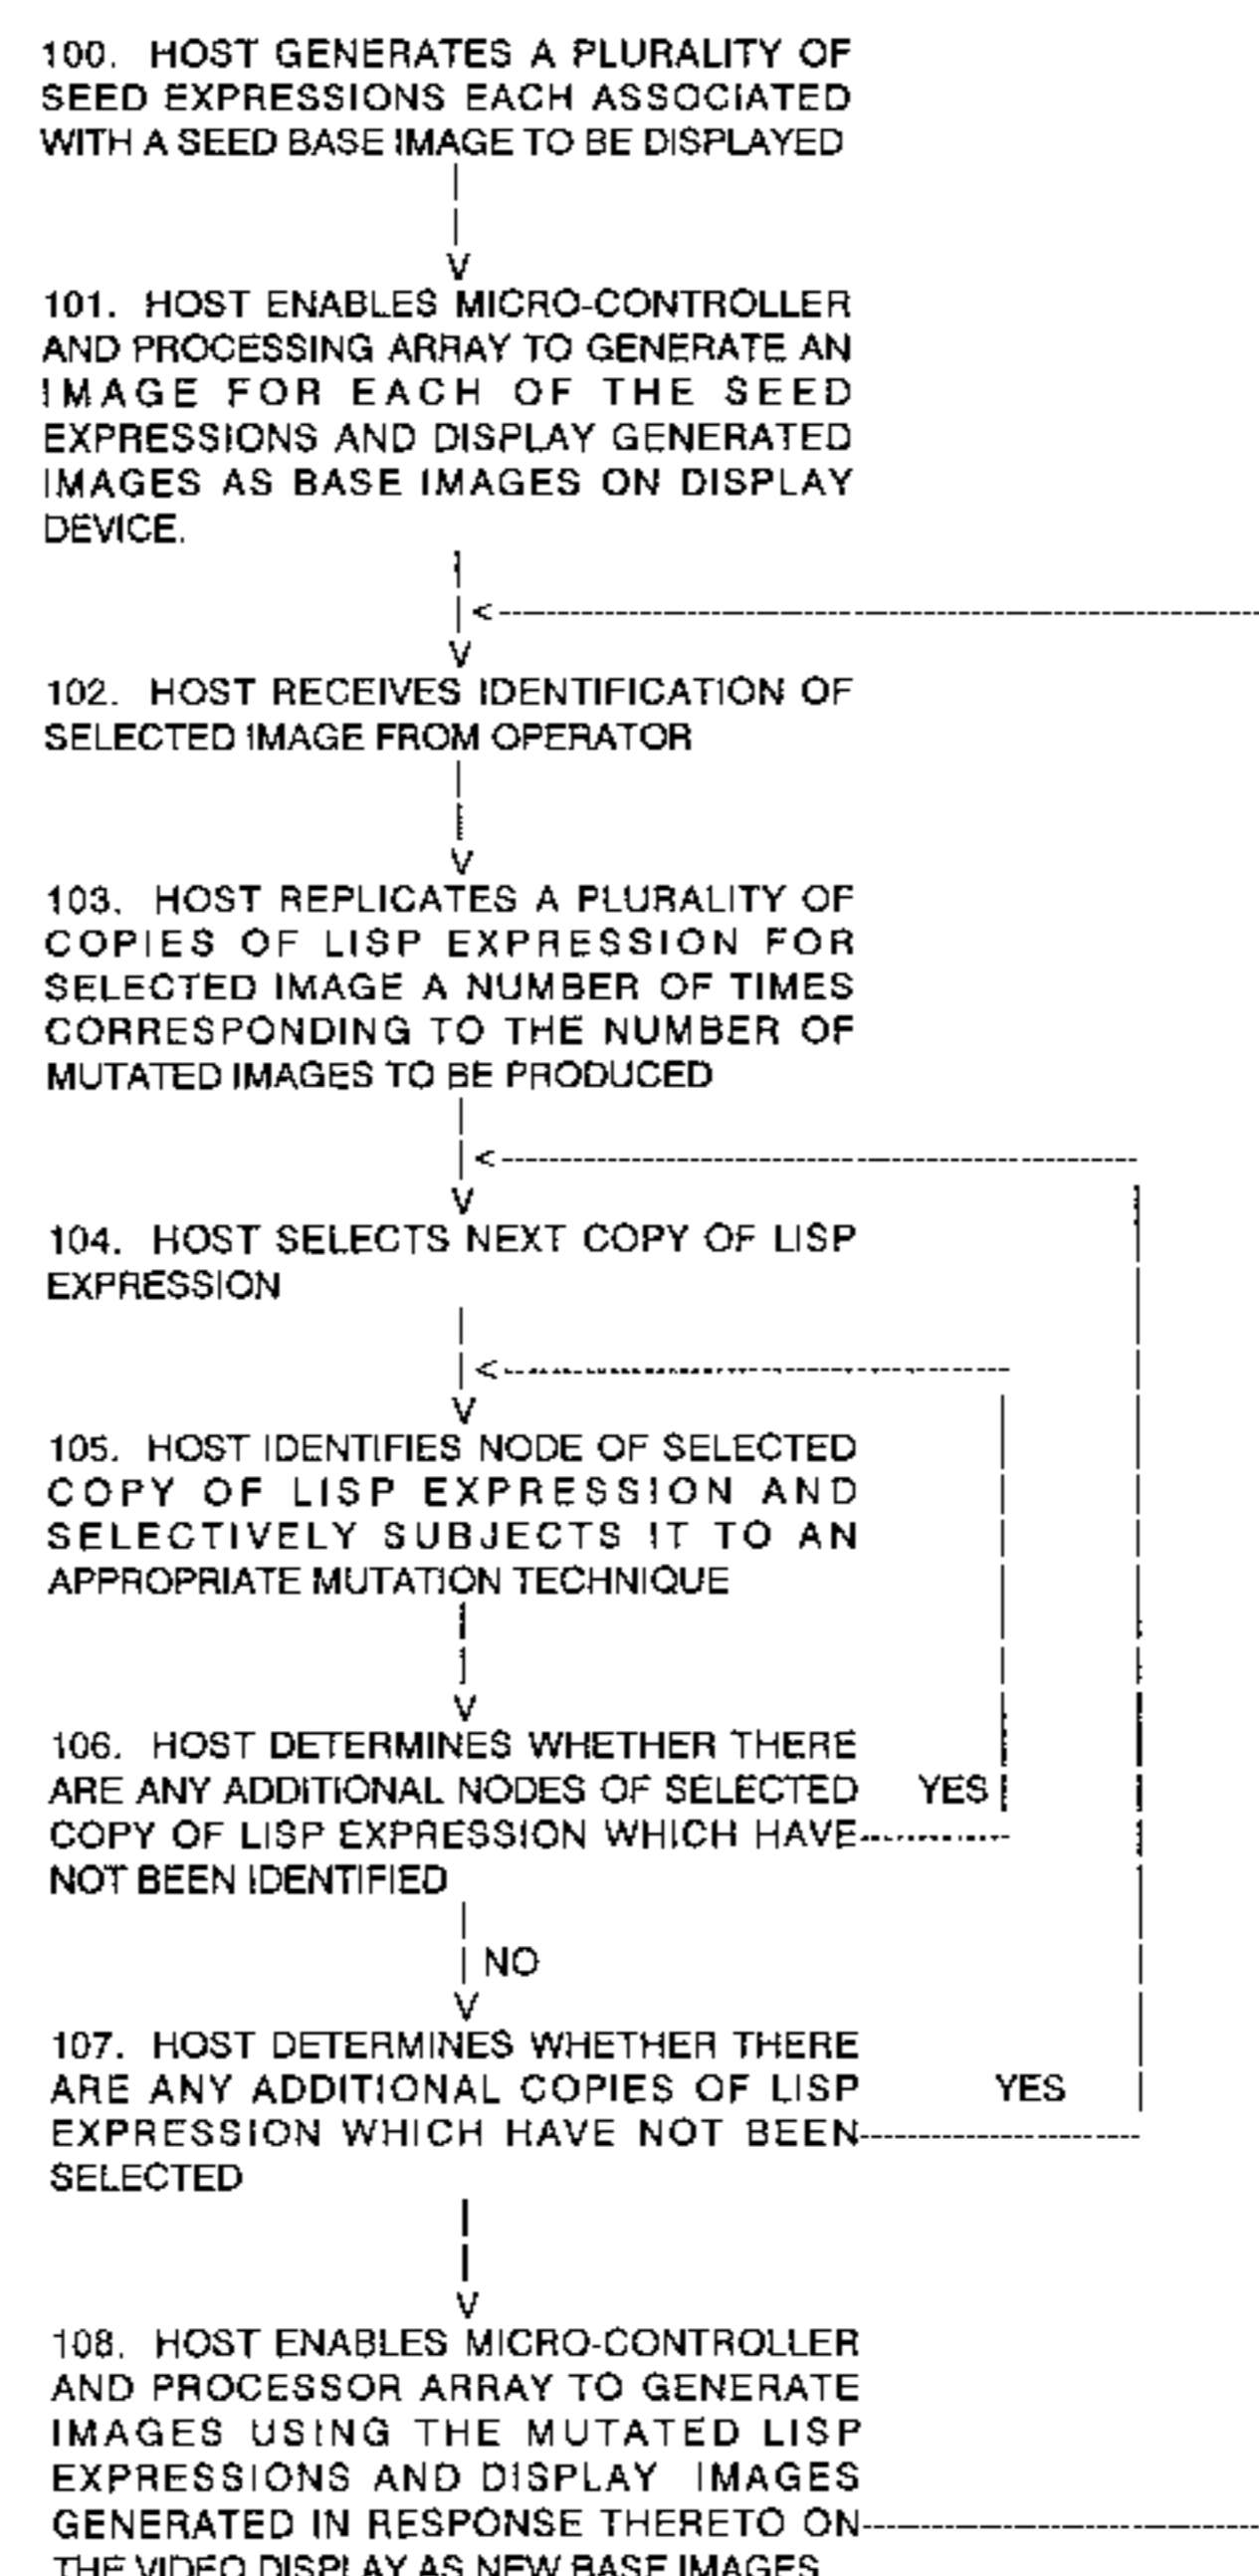 100. HOST GENERATES A PLURALITY OF
SEED EXPRESSIONS EACH ASSOCIATED
WITH A SEED BASE IMAGE TO BE DISPLAYED
101. HOST ENABLES MICRO-CONTROLLER
AND PROCESSING ARRAY TO GENERATE AN
IMAGE FOR EACH OF THE SEED
EXPRESSIONS AND DISPLAY GENERATED
IMAGES AS BASE IMAGES ON DISPLAY
DEVICE.
102. HOST RECEIVES IDENTIFICATION OF
SELECTED IMAGE FROM OPERATOR
103. HOST REPLICATES A PLURALITY OF
COPIES OF LISP EXPRESSION FOR
SELECTED IMAGE A NUMBER OF TIMES
CORRESPONDING TO THE NUMBER OF
MUTATED IMAGES TO BE PRODUCED
104. HOST SELECTS NEXT COPY OF LISP
EXPRESSION
105. HOST IDENTIFIES NODE OF SELECTED
COPY OF LISP EXPRESSION AND
SELECTIVELY SUBJECTS IT TO AN
APPROPRIATE MUTATION TECHNIQUE
106. HOST DETERMINES WHETHER THERE
ARE ANY ADDITIONAL NODES OF SELECTED YES
COPY OF LISP EXPRESSION WHICH HAVE
NOT BEEN IDENTIFIED
NO
107. HOST DETERMINES WHETHER THERE
ARE ANY ADDITIONAL COPIES OF LISP YES
EXPRESSION WHICH HAVE NOT BEEN
SELECTED
108. HOST ENABLES MICRO-CONTROLLER
AND PROCESSOR ARRAY TO GENERATE
IMAGES USING THE MUTATED LISP
EXPRESSIONS AND DISPLAY IMAGES
GENERATED IN RESPONSE THERETO ON
THE VIDEO DISPLAY AS NEW BASE IMAGES